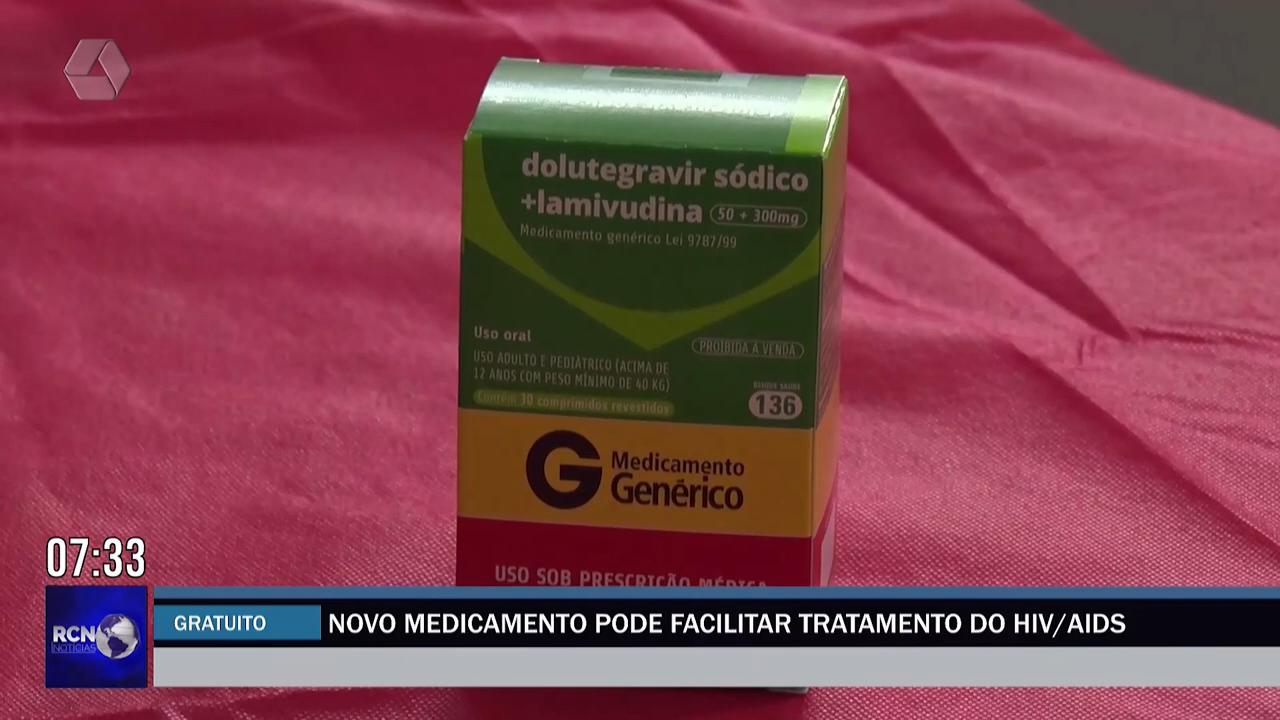 dolutegravir sódico
+lamivudina 50 + 300mg
Medicamento genérico Lei 9787/99
Uso oral
PROIBIDA A VENDA
USO ADULTO E PEDIÁTRICO (ACIMA DE
12 ANOS COM PESO MÍNIMO DE 40 KG)
Contém 30 comprimidos revestidos
DISQUE SAÚDE
136
G Medicamento
Genérico
USO SOB PRESCRIÇÃO MÉDICA
07:33
RCN
NOTÍCIAS
GRATUITO
NOVO MEDICAMENTO PODE FACILITAR TRATAMENTO DO HIV/AIDS